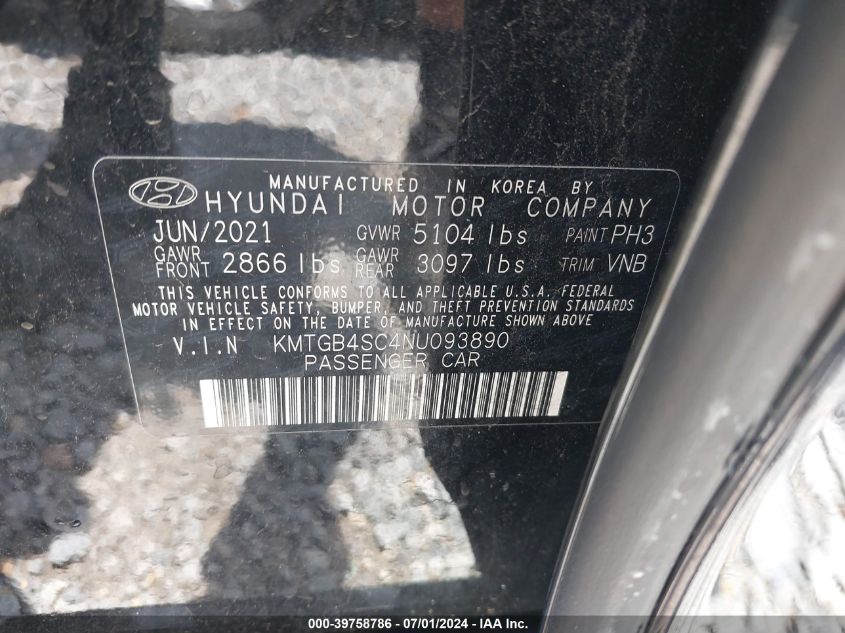 MANUFACTURED IN KOREA BY
HYUNDAI MOTOR COMPANY
JUN/2021 GVWR 5104 lbs PAINT PH3
GAWR FRONT 2866 lbs GAWR REAR 3097 lbs TRIM VNB
THIS VEHICLE CONFORMS TO ALL APPLICABLE U.S.A. FEDERAL
MOTOR VEHICLE SAFETY, BUMPER, AND THEFT PREVENTION STANDARDS
IN EFFECT ON THE DATE OF MANUFACTURE SHOWN ABOVE
V.I.N KMTGB4SC4NU093890
PASSENGER CAR
000-39758786 - 07/01/2024 - IAA Inc.